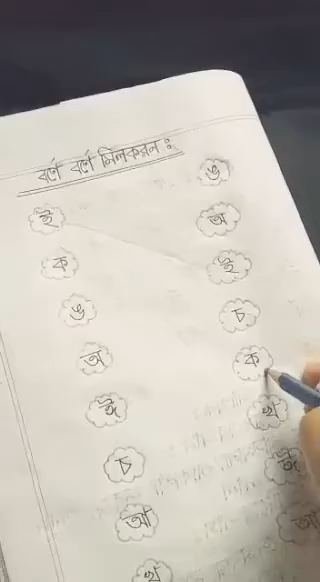 বর্ণে বর্ণে মিলকরন :
ঙ
ই অ
ক ই
ঙ চ
অ ক
ঈ খ
চ ঈ
আ আ
খ